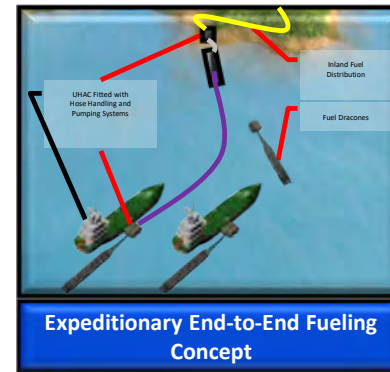 UHAC Fitted with
Hose Handling and
Pumping Systems
Inland Fuel
Distribution
Fuel Dracones
Expeditionary End-to-End Fueling
Concept